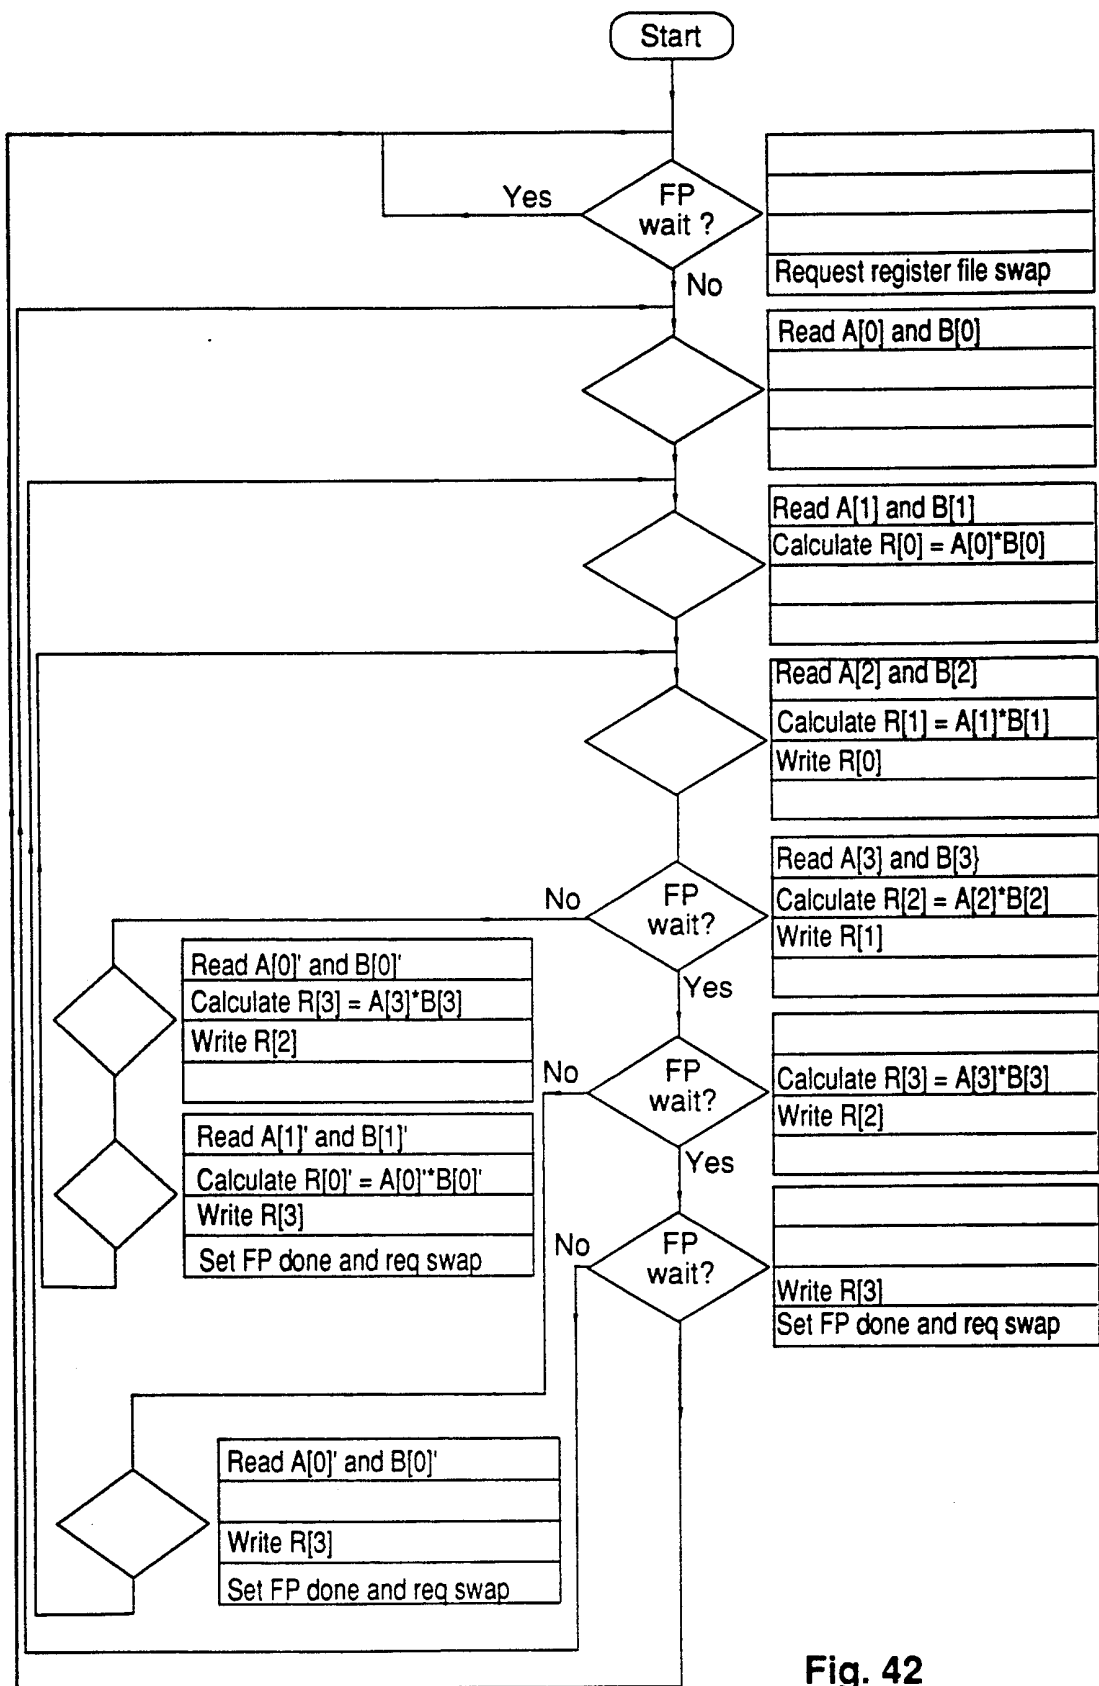 Start
Yes
FP
wait ?
No
Request register file swap
Read A[0] and B[0]
Read A[1] and B[1]
Calculate R[0] = A[0]*B[0]
Read A[2] and B[2]
Calculate R[1] = A[1]*B[1]
Write R[0]
No
FP
wait?
Yes
Read A[3] and B[3}
Calculate R[2] = A[2]*B[2]
Write R[1]
Read A[0]' and B[0]'
Calculate R[3] = A[3]*B[3]
Write R[2]
No
FP
wait?
Yes
Calculate R[3] = A[3]*B[3]
Write R[2]
Read A[1]' and B[1]'
Calculate R[0]' = A[0]'*B[0]'
Write R[3]
Set FP done and req swap
No
FP
wait?
Write R[3]
Set FP done and req swap
Read A[0]' and B[0]'
Write R[3]
Set FP done and req swap
Fig. 42